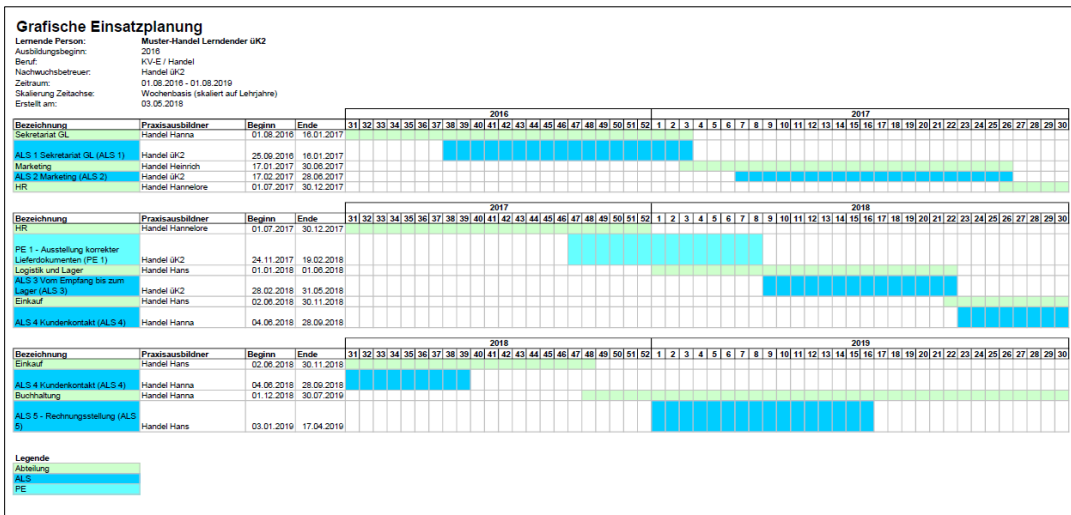 Grafische Einsatzplanung
Lernende Person: Muster-Handel Lerndender üK2
Ausbildungsbeginn: 2016
Beruf: KV-E / Handel
Nachwuchsbetreuer: Handel üK2
Zeitraum: 01.08.2016 - 01.08.2019
Skalierung Zeitachse: Wochenbasis (skaliert auf Lehrjahre)
Erstellt am: 03.05.2018
2016 2017
Bezeichnung Praxisausbildner Beginn Ende 31 32 33 34 35 36 37 38 39 40 41 42 43 44 45 46 47 48 49 50 51 52 1 2 3 4 5 6 7 8 9 10 11 12 13 14 15 16 17 18 19 20 21 22 23 24 25 26 27 28 29 30
Sekretariat GL Handel Hanna 01.08.2016 16.01.2017
ALS 1 Sekretariat GL (ALS 1) Handel üK2 25.09.2016 16.01.2017
Marketing Handel Heinrich 17.01.2017 30.06.2017
ALS 2 Marketing (ALS 2) Handel üK2 17.02.2017 28.06.2017
HR Handel Hannelore 01.07.2017 30.12.2017
2017 2018
Bezeichnung Praxisausbildner Beginn Ende 31 32 33 34 35 36 37 38 39 40 41 42 43 44 45 46 47 48 49 50 51 52 1 2 3 4 5 6 7 8 9 10 11 12 13 14 15 16 17 18 19 20 21 22 23 24 25 26 27 28 29 30
HR Handel Hannelore 01.07.2017 30.12.2017
PE 1 - Ausstellung korrekter
Lieferdokumenten (PE 1) Handel üK2 24.11.2017 19.02.2018
Logistik und Lager Handel Hans 01.01.2018 01.06.2018
ALS 3 Vom Empfang bis zum
Lager (ALS 3) Handel üK2 28.02.2018 31.05.2018
Einkauf Handel Hans 02.06.2018 30.11.2018
ALS 4 Kundenkontakt (ALS 4) Handel Hanna 04.06.2018 28.09.2018
2018 2019
Bezeichnung Praxisausbildner Beginn Ende 31 32 33 34 35 36 37 38 39 40 41 42 43 44 45 46 47 48 49 50 51 52 1 2 3 4 5 6 7 8 9 10 11 12 13 14 15 16 17 18 19 20 21 22 23 24 25 26 27 28 29 30
Einkauf Handel Hans 02.06.2018 30.11.2018
ALS 4 Kundenkontakt (ALS 4) Handel Hanna 04.06.2018 28.09.2018
Buchhaltung Handel Hanna 01.12.2018 30.07.2019
ALS 5 - Rechnungsstellung (ALS
5) Handel Hans 03.01.2019 17.04.2019
Legende
Abteilung
ALS
PE